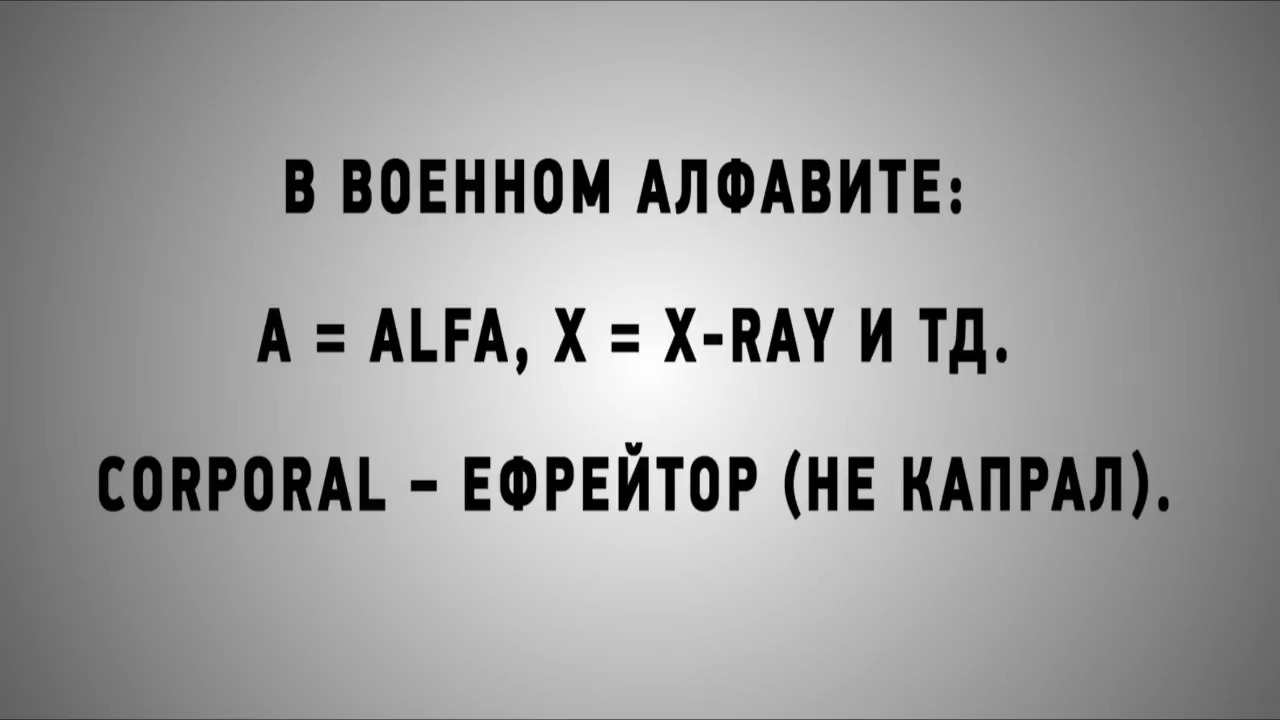 В ВОЕННОМ АЛФАВИТЕ:
A = ALFA, X = X-RAY И ТД.
CORPORAL – ЕФРЕЙТОР (НЕ КАПРАЛ).